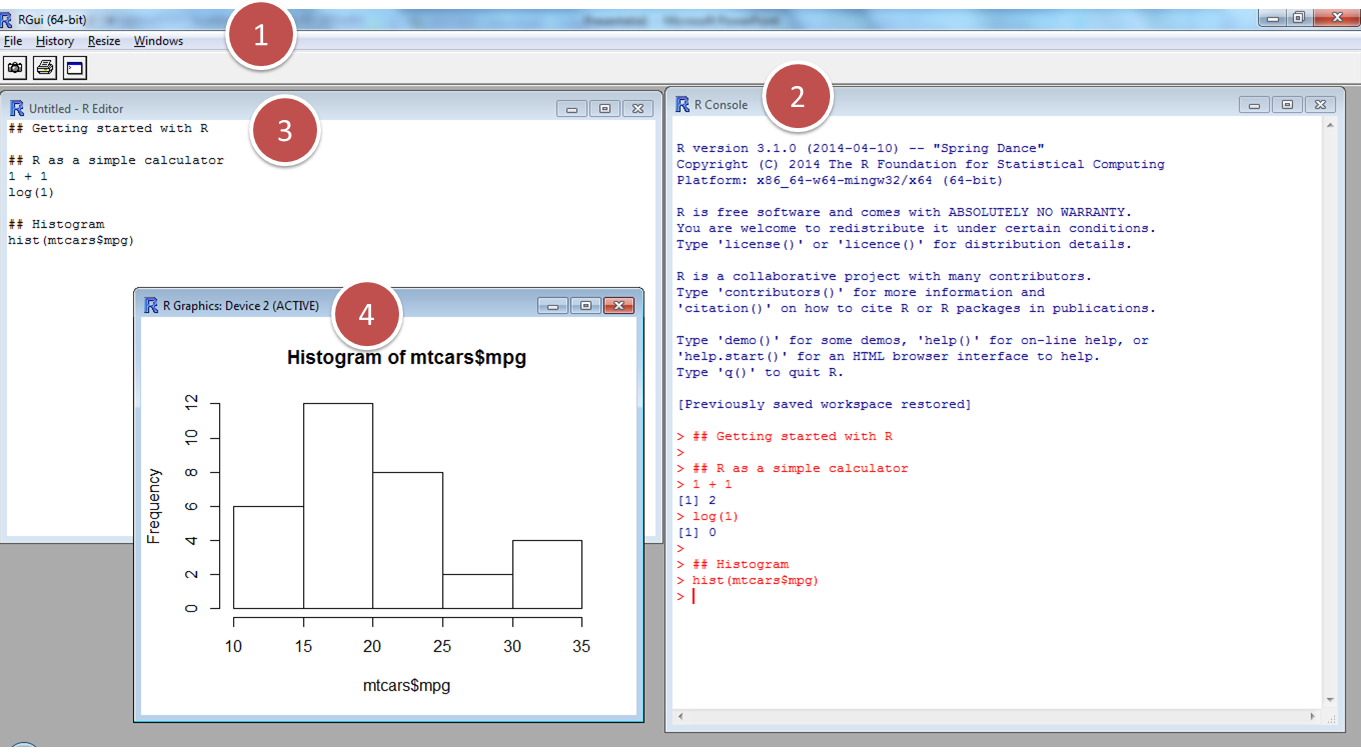 RGui (64-bit)
File History Resize Windows
1
Untitled - R Editor
3
## Getting started with R
## R as a simple calculator
1 + 1
log(1)
## Histogram
hist(mtcars$mpg)
R Graphics: Device 2 (ACTIVE)
4
Histogram of mtcars$mpg
Frequency
12
10
8
6
4
2
0
10 15 20 25 30 35
mtcars$mpg
R Console
2
R version 3.1.0 (2014-04-10) -- "Spring Dance"
Copyright (C) 2014 The R Foundation for Statistical Computing
Platform: x86_64-w64-mingw32/x64 (64-bit)
R is free software and comes with ABSOLUTELY NO WARRANTY.
You are welcome to redistribute it under certain conditions.
Type 'license()' or 'licence()' for distribution details.
R is a collaborative project with many contributors.
Type 'contributors()' for more information and
'citation()' on how to cite R or R packages in publications.
Type 'demo()' for some demos, 'help()' for on-line help, or
'help.start()' for an HTML browser interface to help.
Type 'q()' to quit R.
[Previously saved workspace restored]
> ## Getting started with R
>
> ## R as a simple calculator
> 1 + 1
[1] 2
> log(1)
[1] 0
>
> ## Histogram
> hist(mtcars$mpg)
>